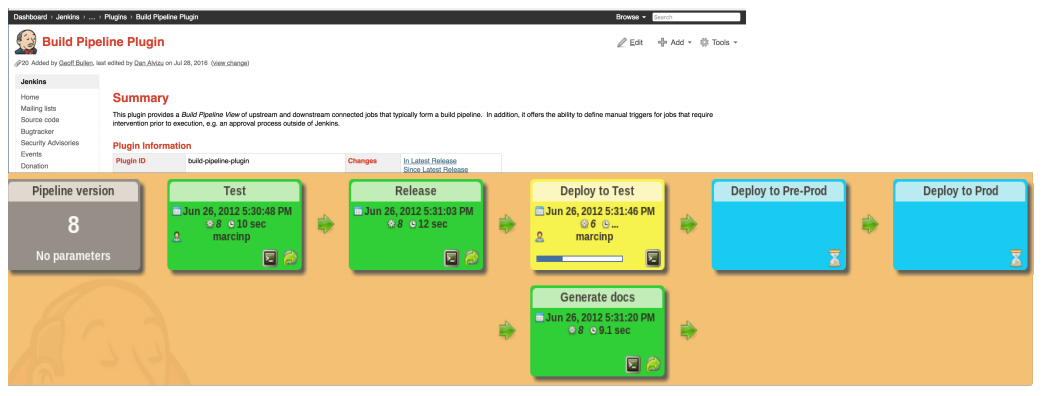 Dashboard › Jenkins › ... › Plugins › Build Pipeline Plugin
Browse
Search
Build Pipeline Plugin
Edit
Add
Tools
20 Added by Geoff Bullen, last edited by Dan Alvizu on Jul 28, 2016 (view change)
Jenkins
Home
Mailing lists
Source code
Bugtracker
Security Advisories
Events
Donation
Summary
This plugin provides a Build Pipeline View of upstream and downstream connected jobs that typically form a build pipeline. In addition, it offers the ability to define manual triggers for jobs that require
intervention prior to execution, e.g. an approval process outside of Jenkins.
Plugin Information
Plugin ID
build-pipeline-plugin
Changes
In Latest Release
Since Latest Release
Pipeline version
8
No parameters
Test
Jun 26, 2012 5:30:48 PM
8 10 sec
marcinp
Release
Jun 26, 2012 5:31:03 PM
8 12 sec
Deploy to Test
Jun 26, 2012 5:31:46 PM
6 ...
marcinp
Deploy to Pre-Prod
Deploy to Prod
Generate docs
Jun 26, 2012 5:31:20 PM
8 9.1 sec